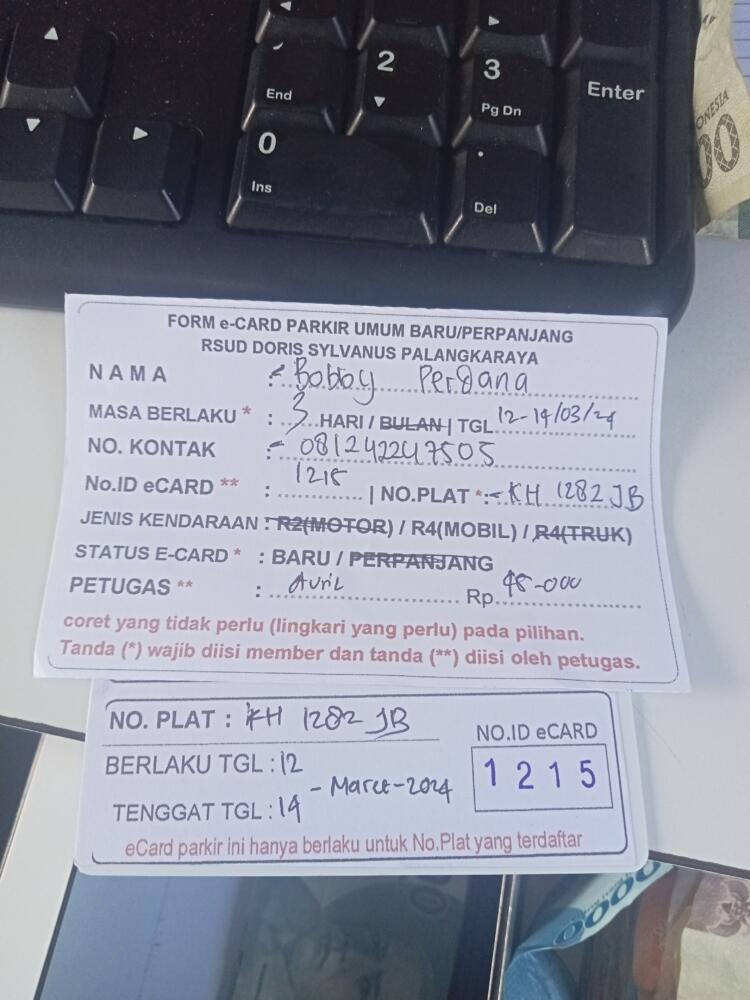 2
3
End
Pg Dn
Enter
0
Ins
Del
FORM e-CARD PARKIR UMUM BARU/PERPANJANG
RSUD DORIS SYLVANUS PALANGKARAYA
NAMA : Bobby Perdana
MASA BERLAKU * : 3 HARI / BULAN | TGL 12-14/03/24
NO. KONTAK : 081242247505
No.ID eCARD ** : 1215 | NO.PLAT *: KH 1282 JB
JENIS KENDARAAN : R2(MOTOR) / R4(MOBIL) / R4(TRUK)
STATUS E-CARD * : BARU / PERPANJANG
PETUGAS ** : Avril Rp. 48-000
coret yang tidak perlu (lingkari yang perlu) pada pilihan.
Tanda (*) wajib diisi member dan tanda (**) diisi oleh petugas.
NO. PLAT : KH 1282 JB
NO.ID eCARD
1215
BERLAKU TGL : 12
- Maret-2024
TENGGAT TGL : 14
eCard parkir ini hanya berlaku untuk No.Plat yang terdaftar